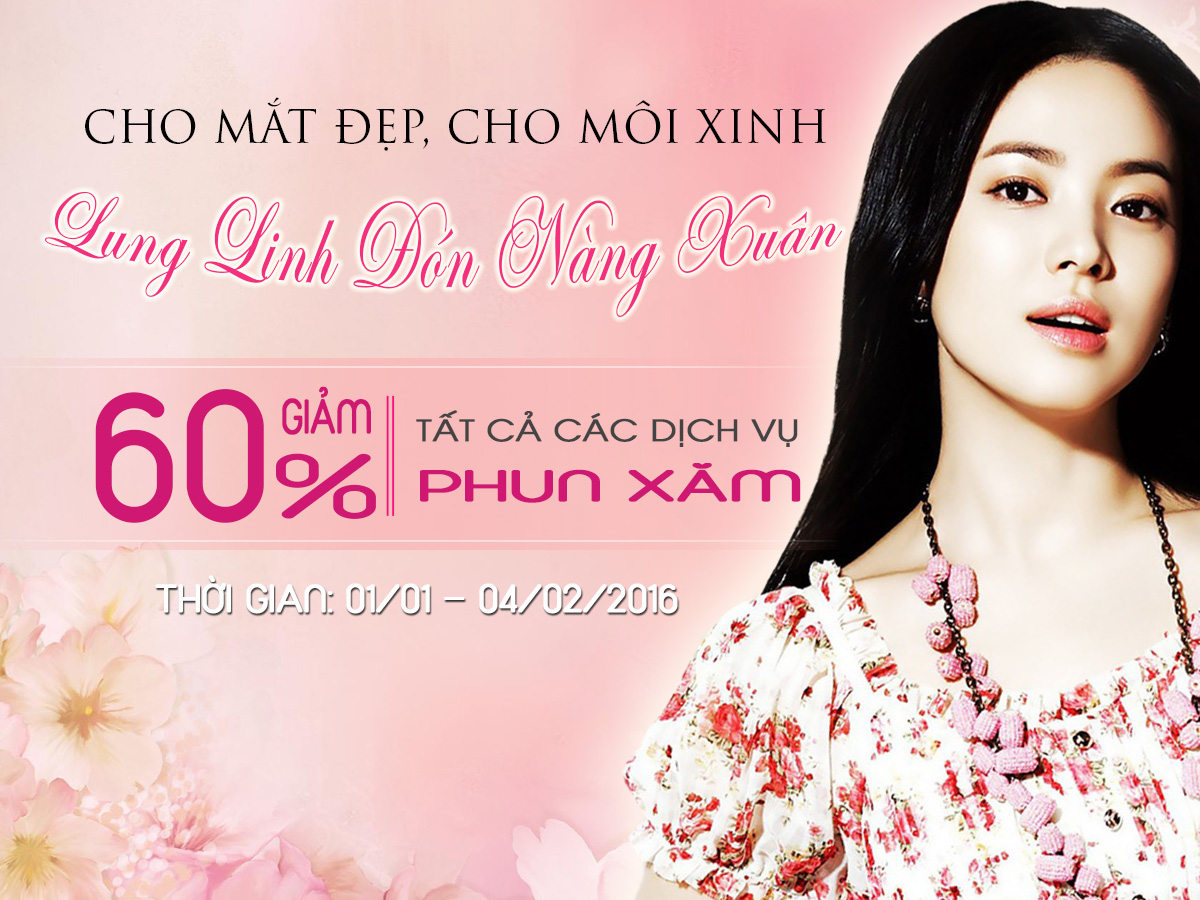 CHO MẮT ĐẸP, CHO MÔI XINH
Lung Linh Đón Nàng Xuân
60% GIẢM
TẤT CẢ CÁC DỊCH VỤ
PHUN XĂM
THỜI GIAN: 01/01 – 04/02/2016